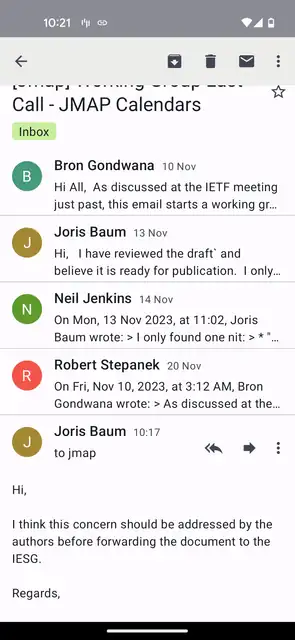 10:21
[Jmap] Working Group Last
Call - JMAP Calendars
Inbox
B
Bron Gondwana 10 Nov
Hi All, As discussed at the IETF meeting
just past, this email starts a working gr…
J
Joris Baum 13 Nov
Hi, I have reviewed the draft` and
believe it is ready for publication. I only…
N
Neil Jenkins 14 Nov
On Mon, 13 Nov 2023, at 11:02, Joris
Baum wrote: > I only found one nit: > * "…
R
Robert Stepanek 20 Nov
On Fri, Nov 10, 2023, at 3:12 AM, Bron
Gondwana wrote: > As discussed at the…
J
Joris Baum 10:17
to jmap
Hi,
I think this concern should be addressed by the
authors before forwarding the document to the
IESG.
Regards,